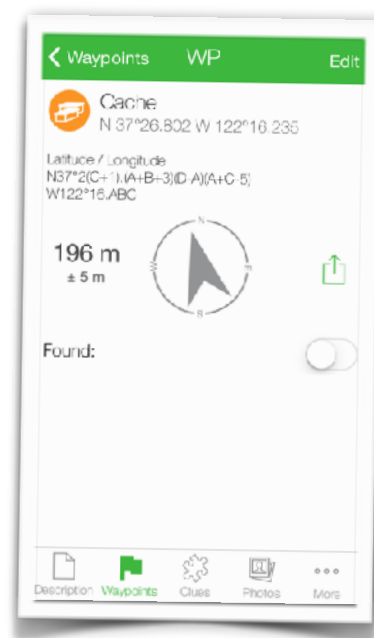 Waypoints WP Edit
Cache
N 37°26.802 W 122°16.235
Latitude / Longitude
N37°2(C+1).(A+B+3)(D-A)(A+C-5)
W122°16.ABC
196 m
± 5 m
N
W E
S
Found:
Description Waypoints Clues Photos More